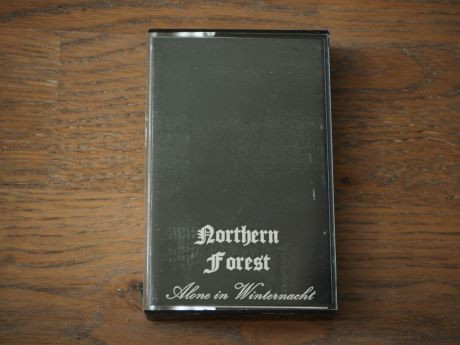 Northern
Forest
Alone in Winternacht